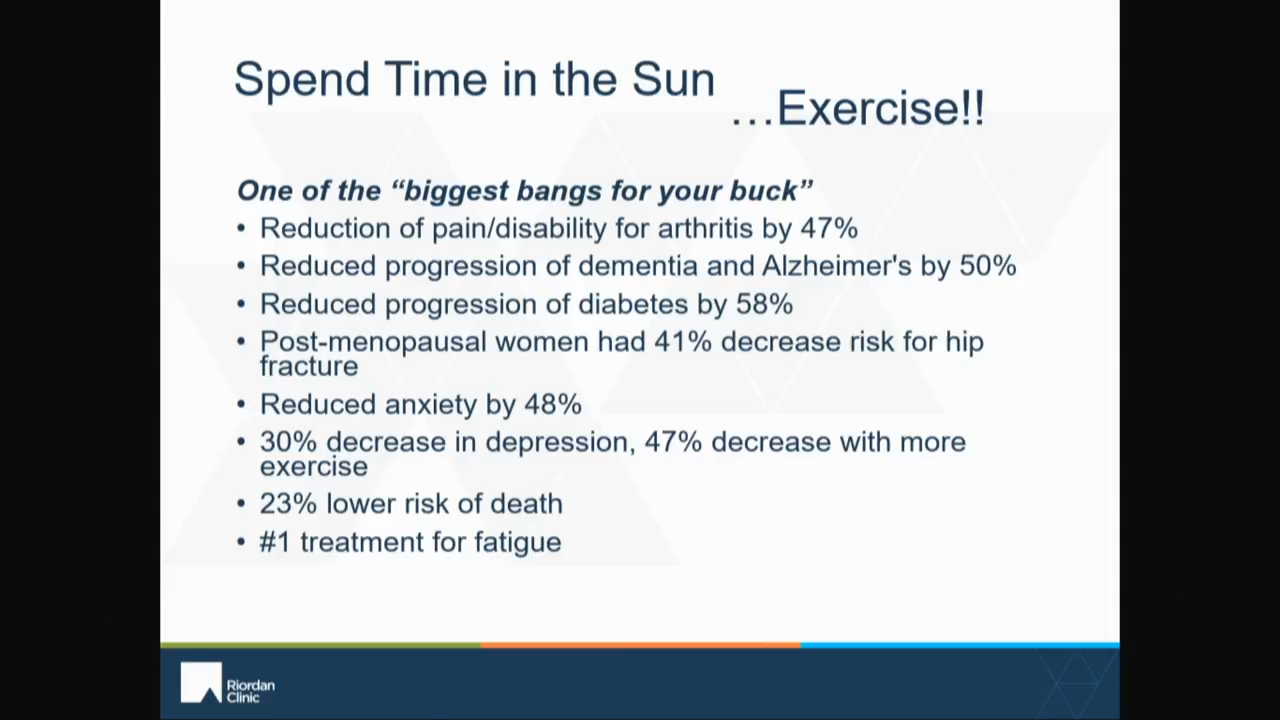 Spend Time in the Sun
…Exercise!!
One of the “biggest bangs for your buck”
• Reduction of pain/disability for arthritis by 47%
• Reduced progression of dementia and Alzheimer's by 50%
• Reduced progression of diabetes by 58%
• Post-menopausal women had 41% decrease risk for hip
fracture
• Reduced anxiety by 48%
• 30% decrease in depression, 47% decrease with more
exercise
• 23% lower risk of death
• #1 treatment for fatigue
Riordan
Clinic